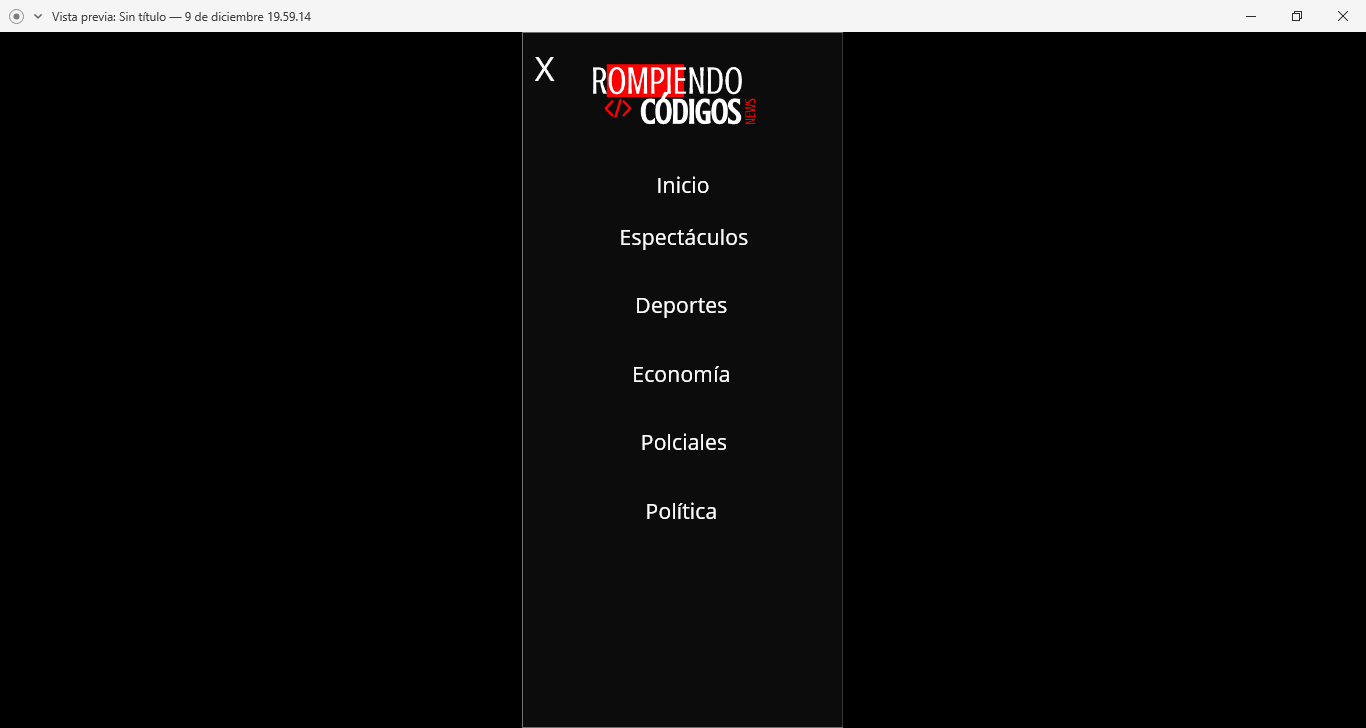 Vista previa: Sin título — 9 de diciembre 19.59.14
X
ROMPIENDO
</> CÓDIGOS NEWS
Inicio
Espectáculos
Deportes
Economía
Polciales
Política